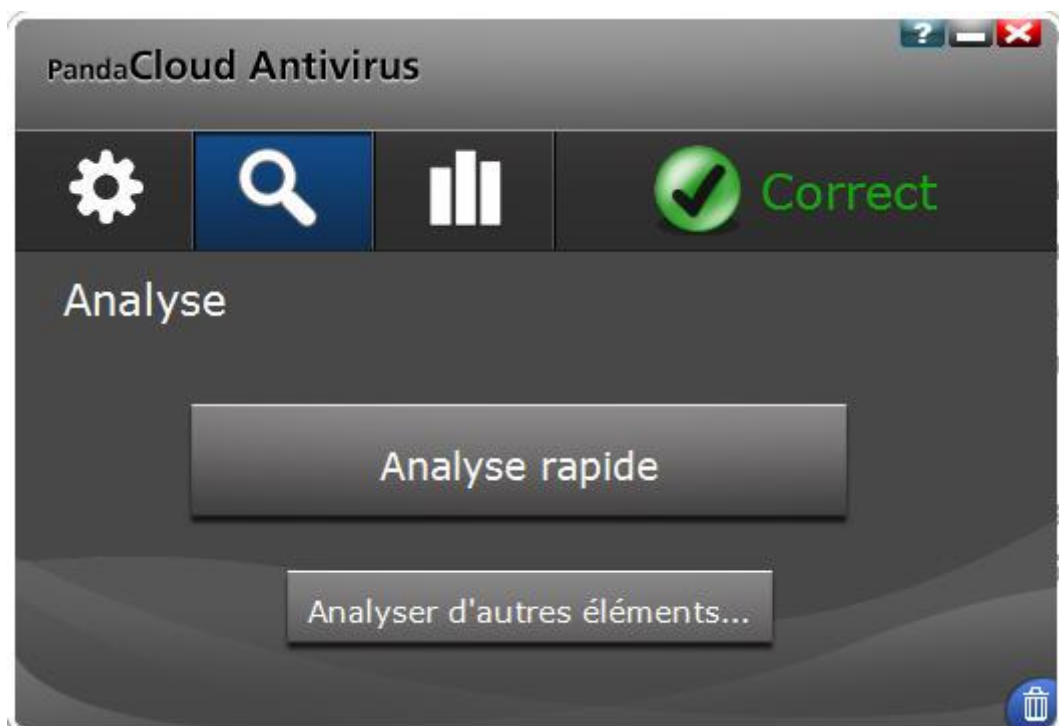 PandaCloud Antivirus
?
Correct
Analyse
Analyse rapide
Analyser d'autres éléments...